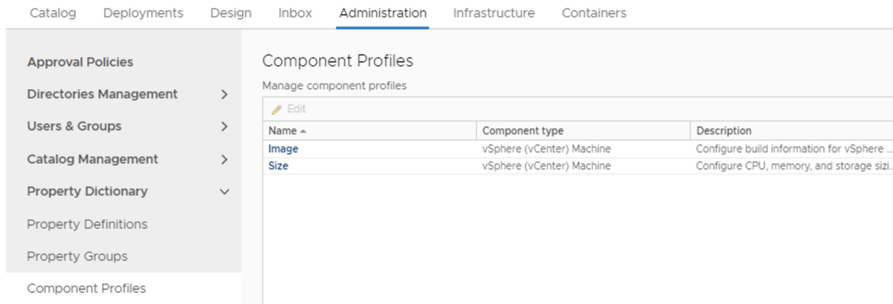 Catalog Deployments Design Inbox Administration Infrastructure Containers
Approval Policies
Directories Management
Users & Groups
Catalog Management
Property Dictionary
Property Definitions
Property Groups
Component Profiles
Component Profiles
Manage component profiles
Edit
Name Component type Description
Image vSphere (vCenter) Machine Configure build information for vSphere ...
Size vSphere (vCenter) Machine Configure CPU, memory, and storage sizi...